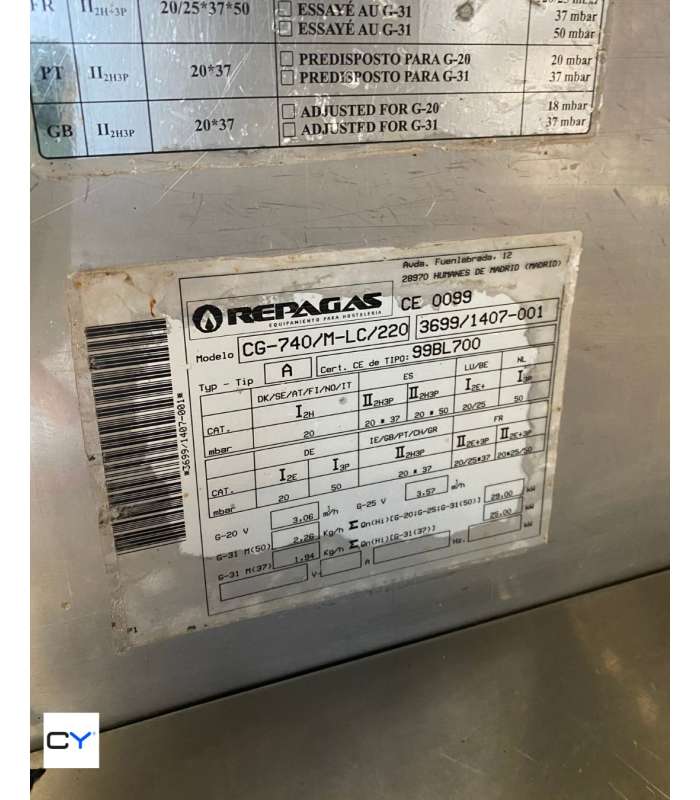 FR II2H-3P 20/25*37*50 ESSAYÉ AU G-31 37 mbar
ESSAYÉ AU G-31 50 mbar
PT II2H3P 20*37 PREDISPOSTO PARA G-20 20 mbar
PREDISPOSTO PARA G-31 37 mbar
GB II2H3P 20*37 ADJUSTED FOR G-20 18 mbar
ADJUSTED FOR G-31 37 mbar
Avda. Fuenlabrada, 12
28970 HUMANES DE MADRID (MADRID)
REPAGAS CE 0099
EQUIPAMIENTO PARA HOSTELERIA
Modelo CG-740/M-LC/220 3699/1407-001
Typ - Tip A Cert. CE de TIPO: 99BL700
DK/SE/AT/FI/NO/IT ES LU/BE NL
CAT. I2H II2H3P II2H3P I2E+ I3P
mbar 20 20 * 37 20 * 50 20/25 50
DE IE/GB/PT/CH/GR FR
CAT. I2E I3P II2H3P II2E+3P II2E+3P
mbar 20 50 20 * 37 20/25*37 20*25/50
G-20 V 3.06 m³/h G-25 V 3.57 m³/h
G-31 M(50) 2.26 Kg/h Σ Qn(Hi)[G-20;G-25;G-31(50)] 29.00 kW
G-31 M(37) 1.94 Kg/h Σ Qn(Hi)[G-31(37)] 25.00 kW
V~ A Hz.
P1
*3699/1407-001*
CY